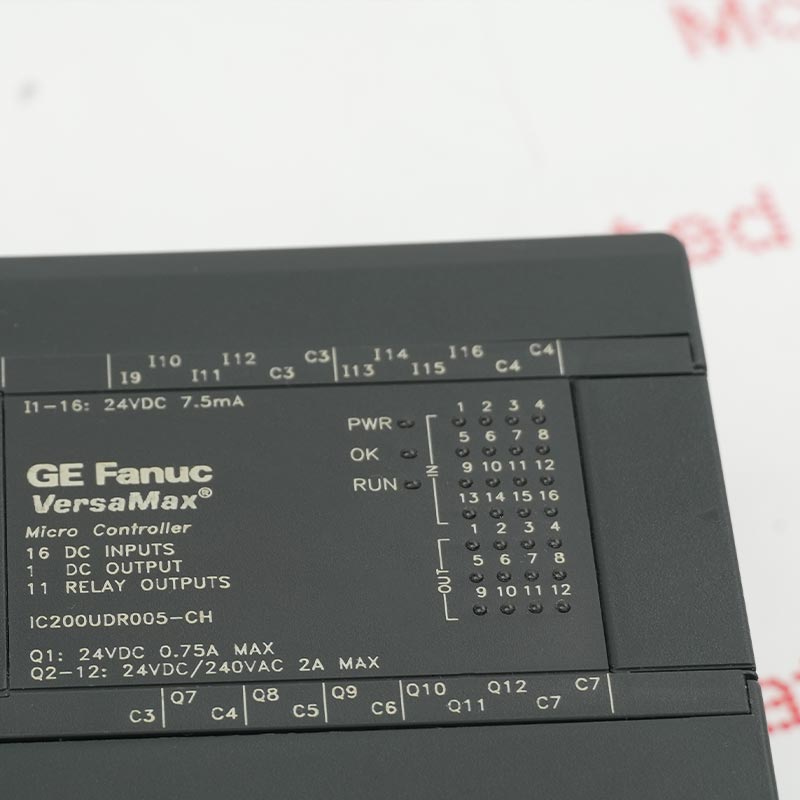 I9 I10 I11 I12 C3 C3 I13 I14 I15 I16 C4 C4
I1-16: 24VDC 7.5mA
GE Fanuc
VersaMax®
Micro Controller
16 DC INPUTS
1 DC OUTPUT
11 RELAY OUTPUTS
IC200UDR005-CH
Q1: 24VDC 0.75A MAX
Q2-12: 24VDC/240VAC 2A MAX
PWR
OK
RUN
IN
1 2 3 4
5 6 7 8
9 10 11 12
13 14 15 16
OUT
1 2 3 4
5 6 7 8
9 10 11 12
C3 Q7 C4 Q8 C5 Q9 C6 Q10 Q11 Q12 C7 C7